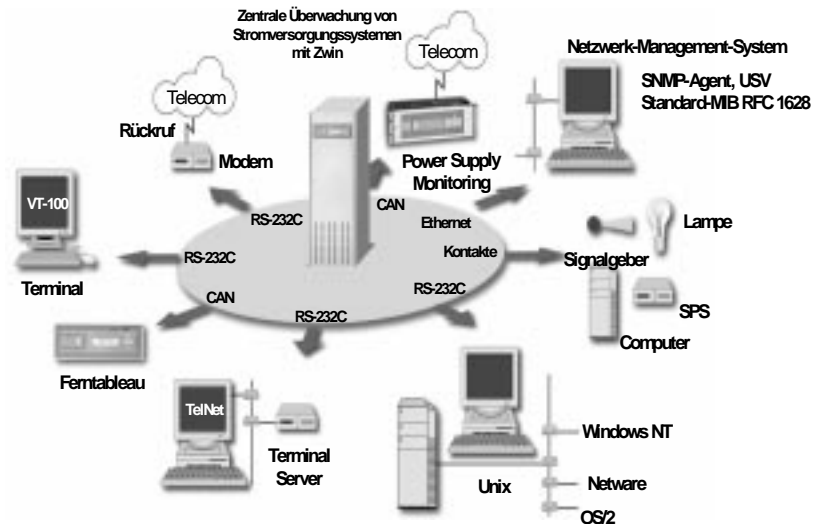 Zentrale Überwachung von
Stromversorgungssystemen
mit Zwin
Telecom
Netzwerk-Management-System
SNMP-Agent, USV
Standard-MIB RFC 1628
Telecom
Rückruf
Modem
Power Supply
Monitoring
VT-100
RS-232C
CAN
Ethernet
Lampe
Kontakte
Signalgeber
RS-232C
Terminal
CAN
RS-232C
RS-232C
SPS
Computer
Ferntableau
TelNet
Terminal
Server
Windows NT
Unix
Netware
OS/2